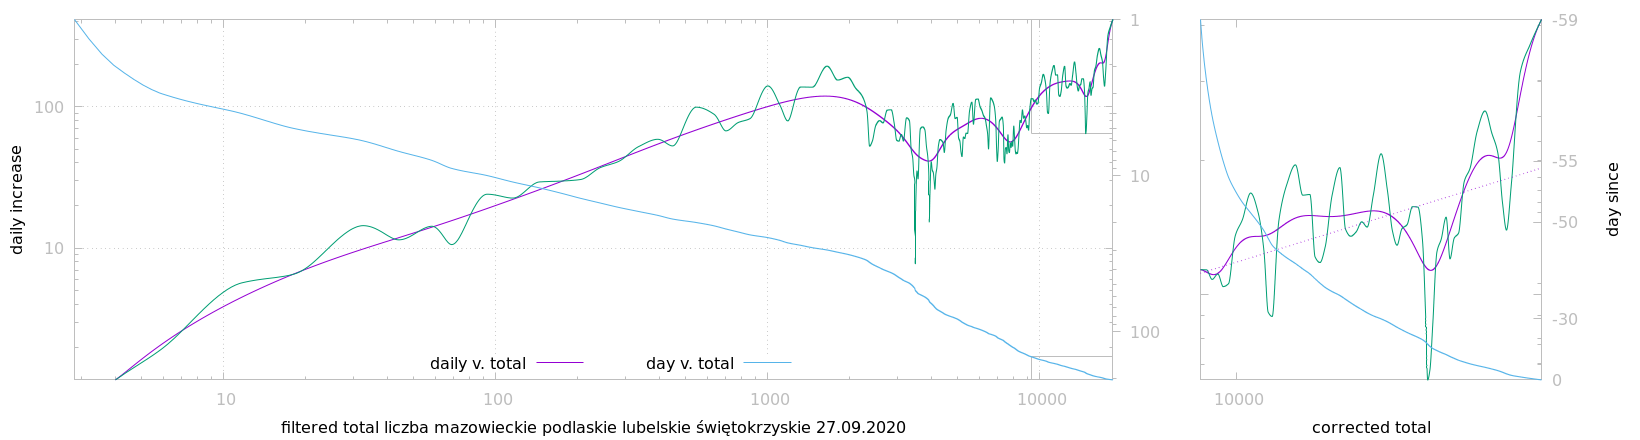 daily increase
100
10
10
100
1000
10000
daily v. total
day v. total
1
10
100
filtered total liczba mazowieckie podlaskie lubelskie świętokrzyskie 27.09.2020
10000
corrected total
-59
-55
-50
-30
0
day since